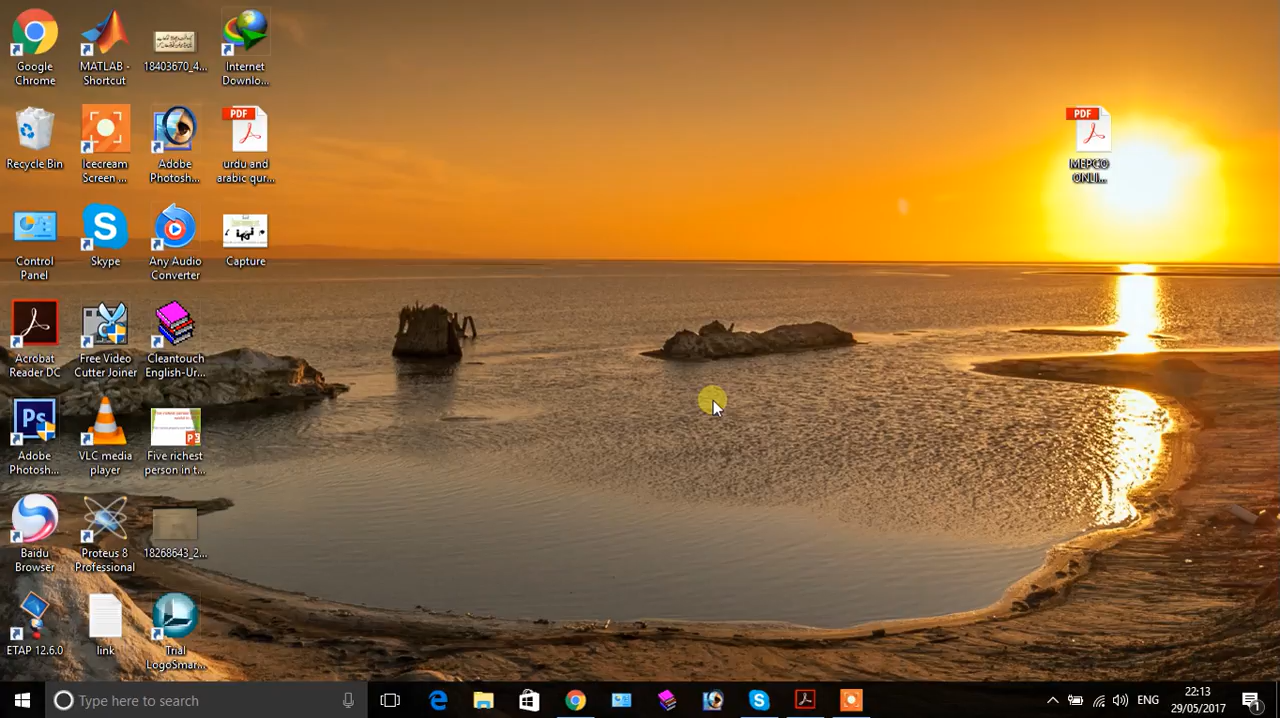 Google
Chrome
MATLAB -
Shortcut
18403670_4...
Internet
Downlo...
Recycle Bin
Icecream
Screen ...
Adobe
Photosh...
PDF
urdu and
arabic qur...
PDF
MEPCO
ONLI...
Control
Panel
Skype
Any Audio
Converter
Capture
Acrobat
Reader DC
Free Video
Cutter Joiner
Cleantouch
English-Ur...
Ps
Adobe
Photosh...
VLC media
player
Five richest
person in t...
Baidu
Browser
Proteus 8
Professional
18268643_2...
ETAP 12.6.0
link
Trial
LogoSmar...
Type here to search
ENG
22:13
29/05/2017